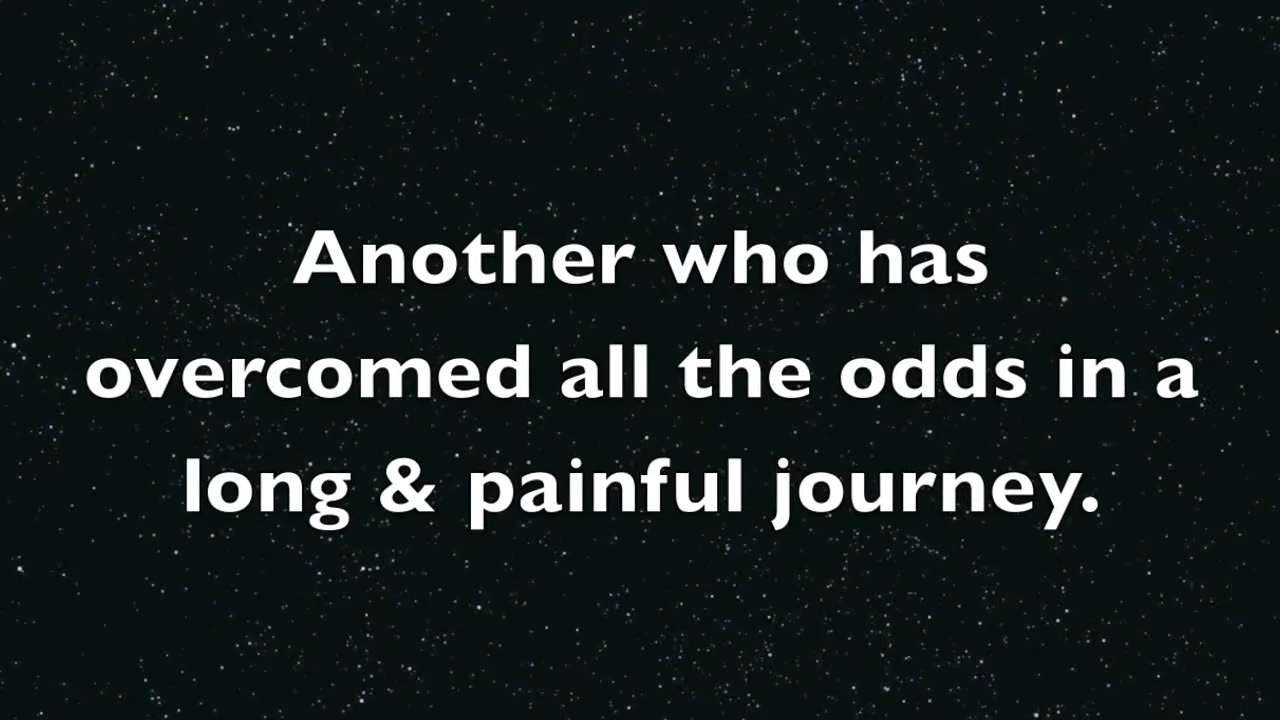 Another who has
overcomed all the odds in a
long & painful journey.